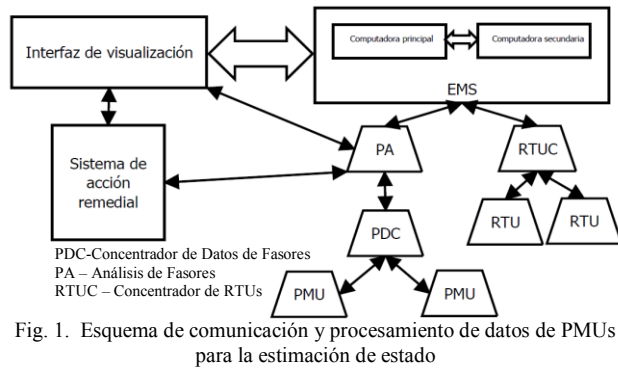 Interfaz de visualización
Computadora principal
Computadora secundaria
EMS
Sistema de
acción
remedial
PA
RTUC
RTU
RTU
PDC
PMU
PMU
PDC-Concentrador de Datos de Fasores
PA – Análisis de Fasores
RTUC – Concentrador de RTUs
Fig. 1. Esquema de comunicación y procesamiento de datos de PMUs
para la estimación de estado